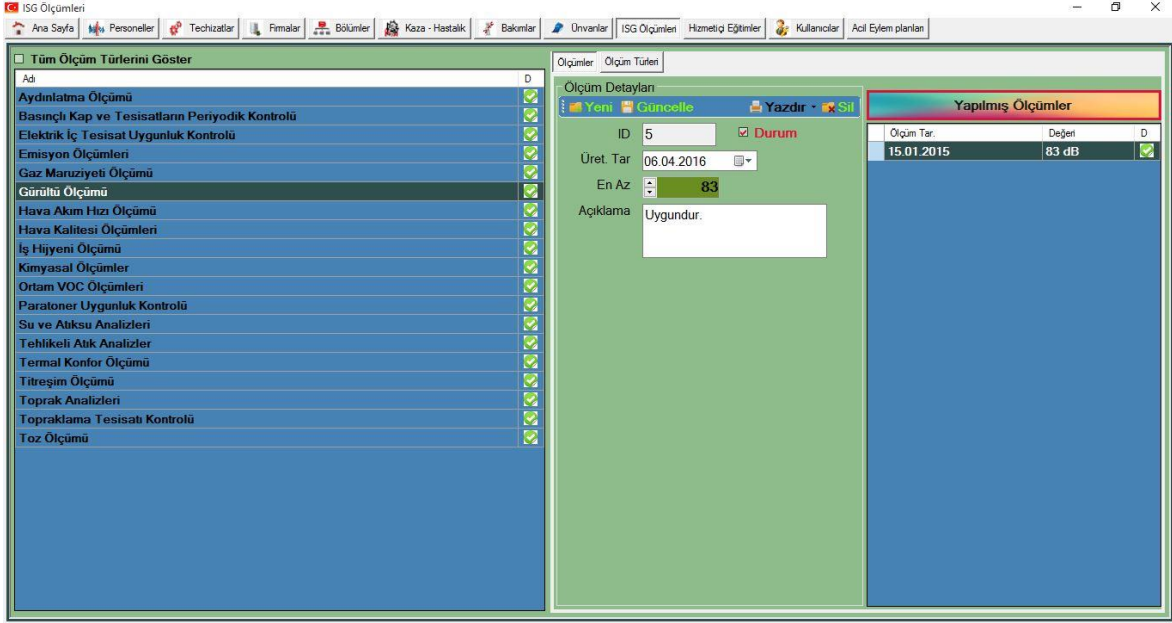 ISG Ölçümleri
Ana Sayfa Personeller Techizatlar Firmalar Bölümler Kaza - Hastalık Bakımlar Ünvanlar ISG Ölçümleri Hizmetiçi Eğitimler Kullanıcılar Acil Eylem planları
Tüm Ölçüm Türlerini Göster
Adı D
Aydınlatma Ölçümü
Basınçlı Kap ve Tesisatların Periyodik Kontrolü
Elektrik İç Tesisat Uygunluk Kontrolü
Emisyon Ölçümleri
Gaz Maruziyeti Ölçümü
Gürültü Ölçümü
Hava Akım Hızı Ölçümü
Hava Kalitesi Ölçümleri
İş Hijyeni Ölçümü
Kimyasal Ölçümler
Ortam VOC Ölçümleri
Paratoner Uygunluk Kontrolü
Su ve Atıksu Analizleri
Tehlikeli Atık Analizler
Termal Konfor Ölçümü
Titreşim Ölçümü
Toprak Analizleri
Topraklama Tesisatı Kontrolü
Toz Ölçümü
Ölçümler Ölçüm Türleri
Ölçüm Detayları
Yeni Güncelle Yazdır Sil
ID 5 Durum
Üret. Tar 06.04.2016
En Az 83
Açıklama Uygundur.
Yapılmış Ölçümler
Ölçüm Tar. Değeri D
15.01.2015 83 dB